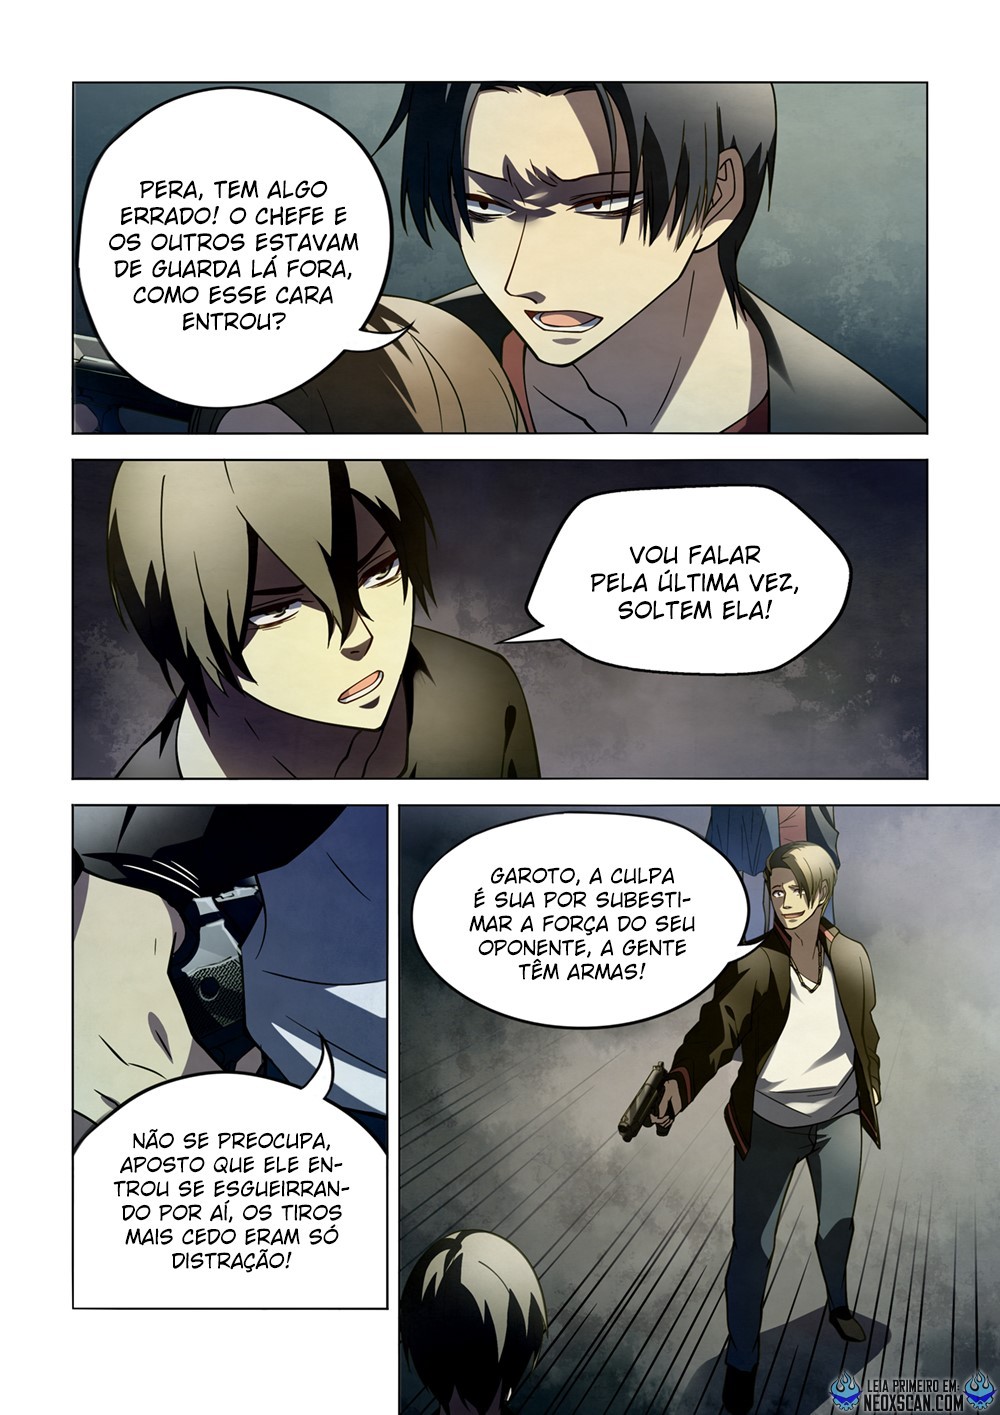 PERA, TEM ALGO
ERRADO! O CHEFE E
OS OUTROS ESTAVAM
DE GUARDA LÁ FORA,
COMO ESSE CARA
ENTROU?
VOU FALAR
PELA ÚLTIMA VEZ,
SOLTEM ELA!
NÃO SE PREOCUPA,
APOSTO QUE ELE EN-
TROU SE ESGUEIRRAN-
DO POR AÍ, OS TIROS
MAIS CEDO ERAM SÓ
DISTRAÇÃO!
GAROTO, A CULPA
É SUA POR SUBESTI-
MAR A FORÇA DO SEU
OPONENTE, A GENTE
TÊM ARMAS!
LEIA PRIMEIRO EM:
NEOXSCAN.COM